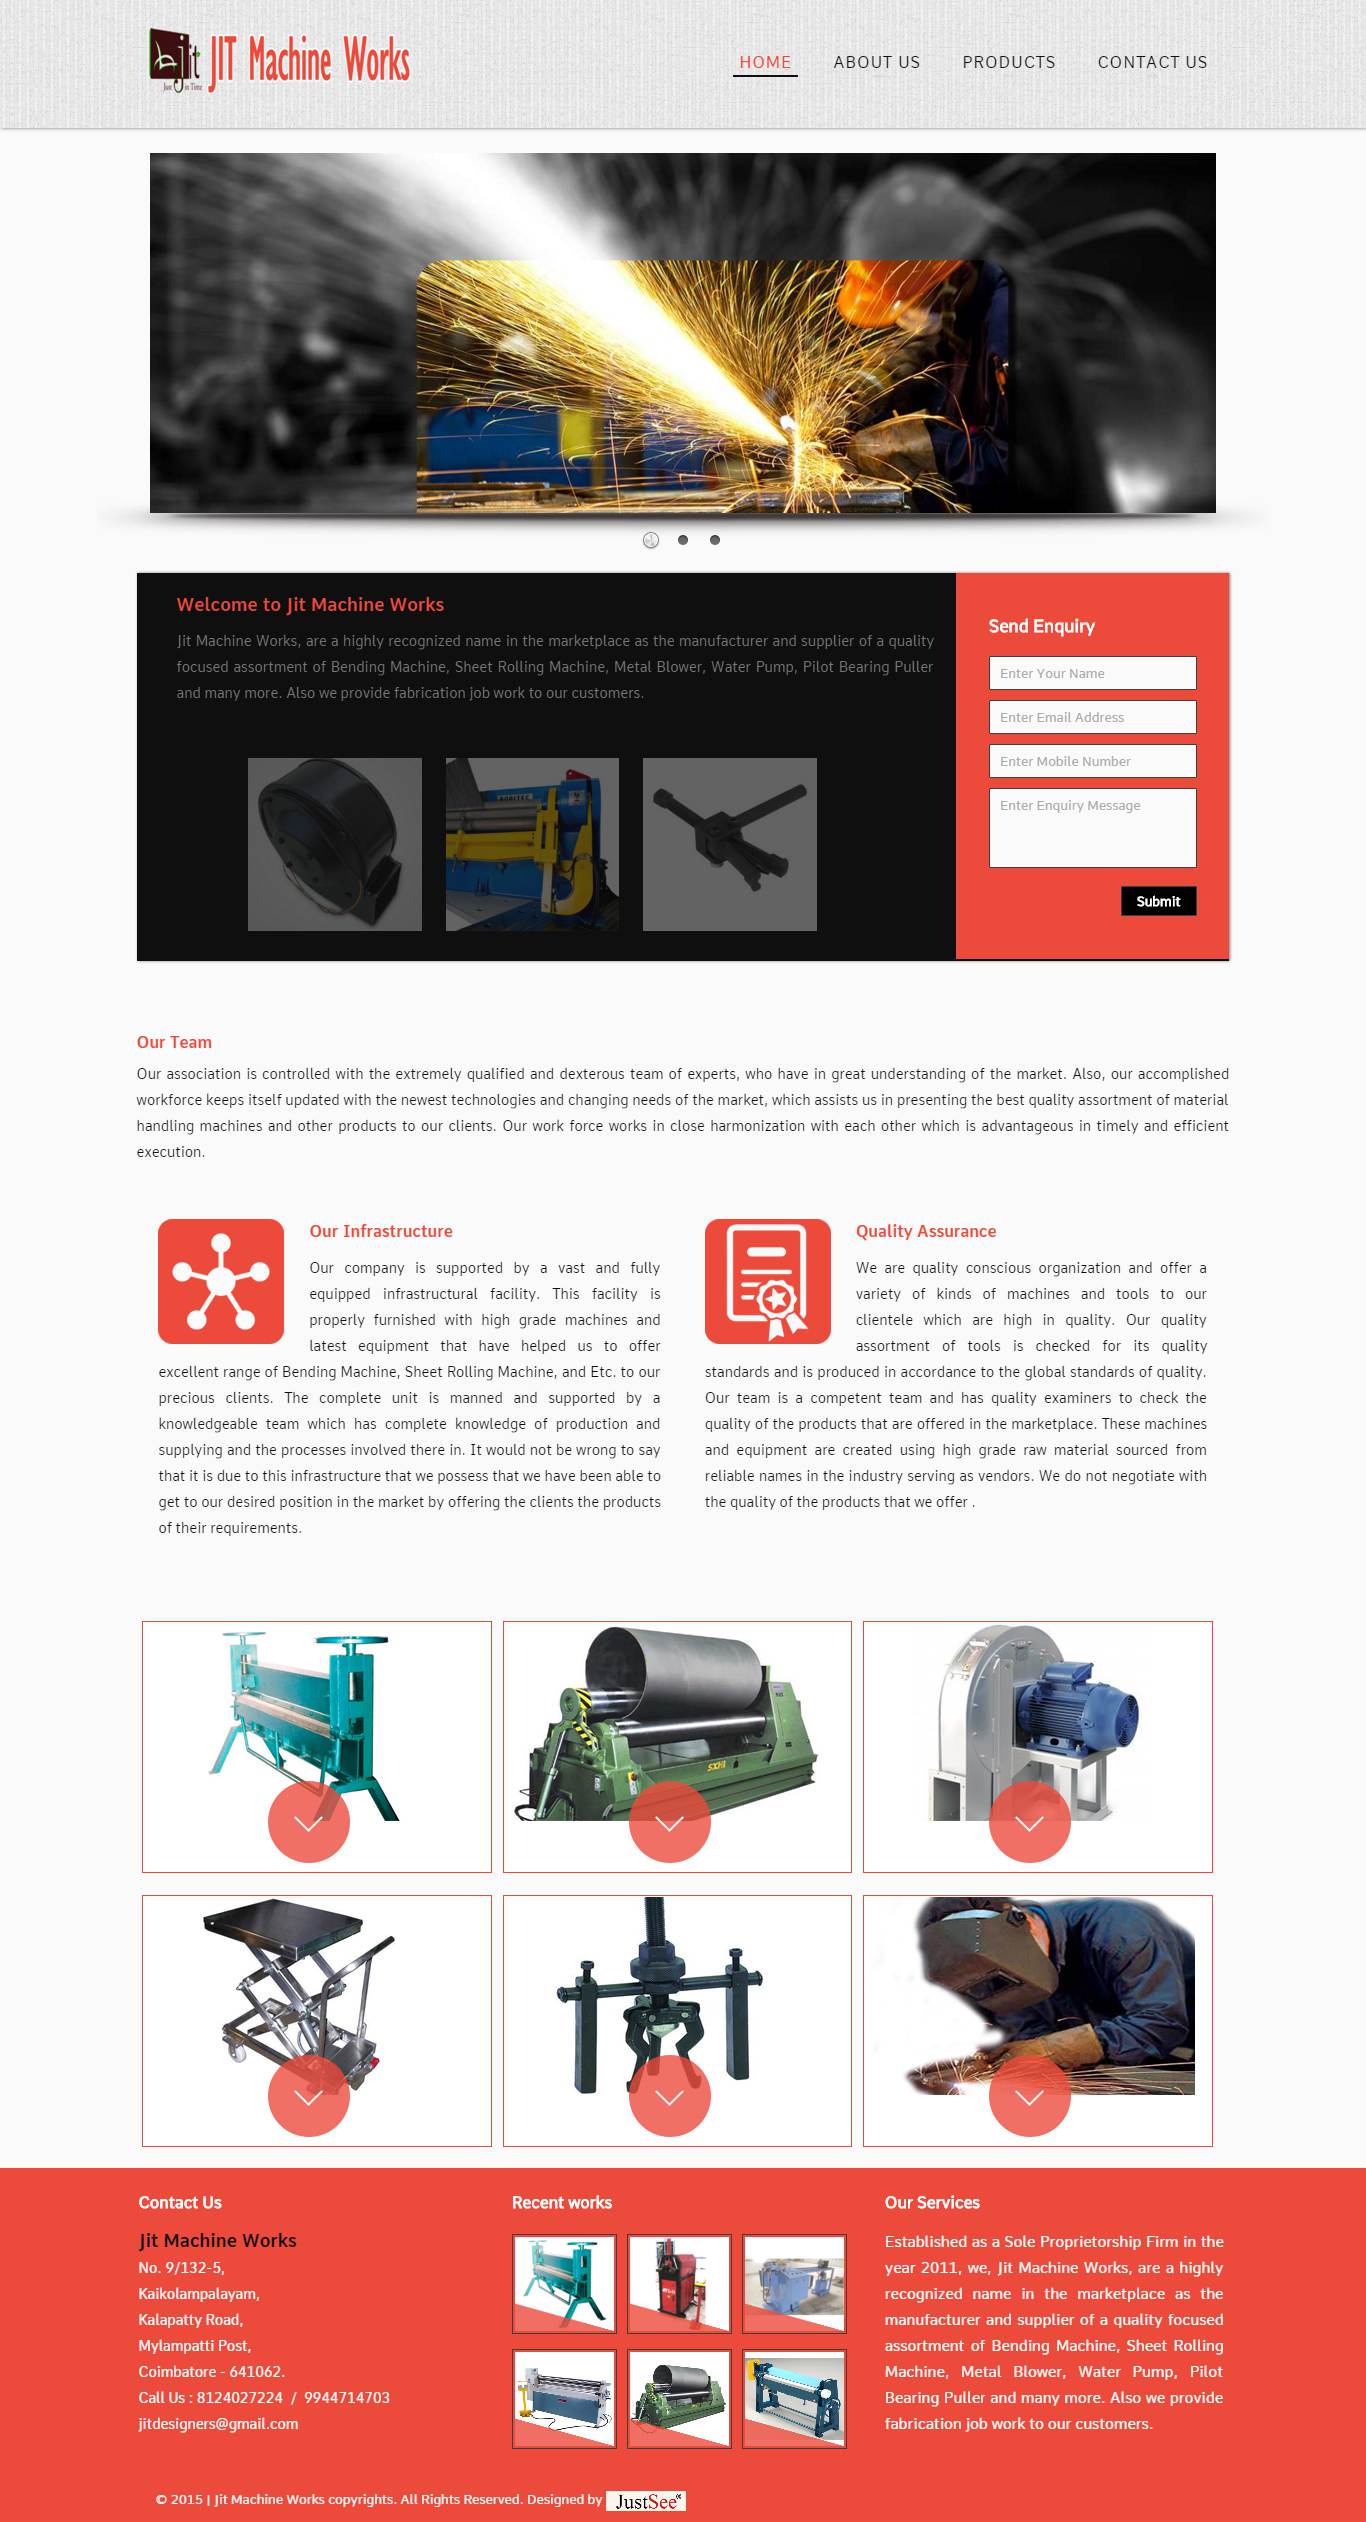 Jit
Just in Time
JIT Machine Works
HOME
ABOUT US
PRODUCTS
CONTACT US
Welcome to Jit Machine Works
Jit Machine Works, are a highly recognized name in the marketplace as the manufacturer and supplier of a quality
focused assortment of Bending Machine, Sheet Rolling Machine, Metal Blower, Water Pump, Pilot Bearing Puller
and many more. Also we provide fabrication job work to our customers.
Send Enquiry
Enter Your Name
Enter Email Address
Enter Mobile Number
Enter Enquiry Message
Submit
Our Team
Our association is controlled with the extremely qualified and dexterous team of experts, who have in great understanding of the market. Also, our accomplished
workforce keeps itself updated with the newest technologies and changing needs of the market, which assists us in presenting the best quality assortment of material
handling machines and other products to our clients. Our work force works in close harmonization with each other which is advantageous in timely and efficient
execution.
Our Infrastructure
Our company is supported by a vast and fully
equipped infrastructural facility. This facility is
properly furnished with high grade machines and
latest equipment that have helped us to offer
excellent range of Bending Machine, Sheet Rolling Machine, and Etc. to our
precious clients. The complete unit is manned and supported by a
knowledgeable team which has complete knowledge of production and
supplying and the processes involved there in. It would not be wrong to say
that it is due to this infrastructure that we possess that we have been able to
get to our desired position in the market by offering the clients the products
of their requirements.
Quality Assurance
We are quality conscious organization and offer a
variety of kinds of machines and tools to our
clientele which are high in quality. Our quality
assortment of tools is checked for its quality
standards and is produced in accordance to the global standards of quality.
Our team is a competent team and has quality examiners to check the
quality of the products that are offered in the marketplace. These machines
and equipment are created using high grade raw material sourced from
reliable names in the industry serving as vendors. We do not negotiate with
the quality of the products that we offer .
Contact Us
Jit Machine Works
No. 9/132-5,
Kaikolampalayam,
Kalapatty Road,
Mylampatti Post,
Coimbatore - 641062.
Call Us : 8124027224 / 9944714703
jitdesigners@gmail.com
Recent works
Our Services
Established as a Sole Proprietorship Firm in the
year 2011, we, Jit Machine Works, are a highly
recognized name in the marketplace as the
manufacturer and supplier of a quality focused
assortment of Bending Machine, Sheet Rolling
Machine, Metal Blower, Water Pump, Pilot
Bearing Puller and many more. Also we provide
fabrication job work to our customers.
© 2015 | Jit Machine Works copyrights. All Rights Reserved. Designed by JustSee